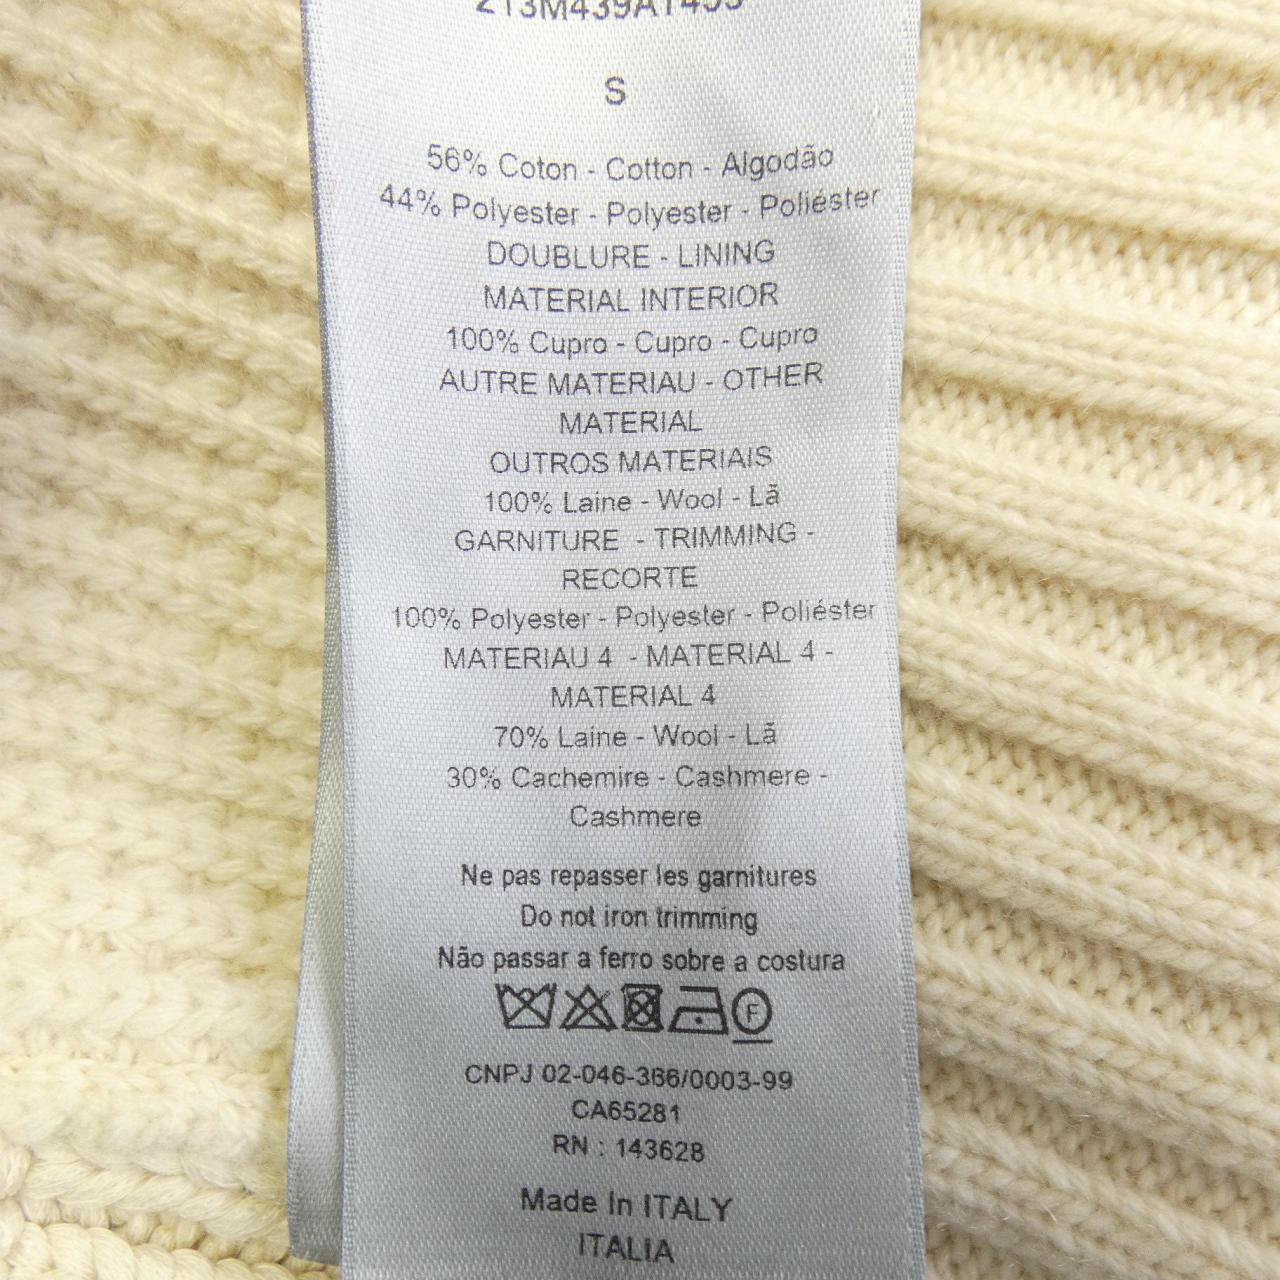 S
56% Coton - Cotton - Algodão
44% Polyester - Polyester - Poliéster
DOUBLURE - LINING
MATERIAL INTERIOR
100% Cupro - Cupro - Cupro
AUTRE MATERIAU - OTHER
MATERIAL
OUTROS MATERIAIS
100% Laine - Wool - Lã
GARNITURE - TRIMMING -
RECORTE
100% Polyester - Polyester - Poliéster
MATERIAU 4 - MATERIAL 4 -
MATERIAL 4
70% Laine - Wool - Lã
30% Cachemire - Cashmere -
Cashmere
Ne pas repasser les garnitures
Do not iron trimming
Não passar a ferro sobre a costura
F
CNPJ 02-046-366/0003-99
CA65281
RN : 143628
Made In ITALY
ITALIA